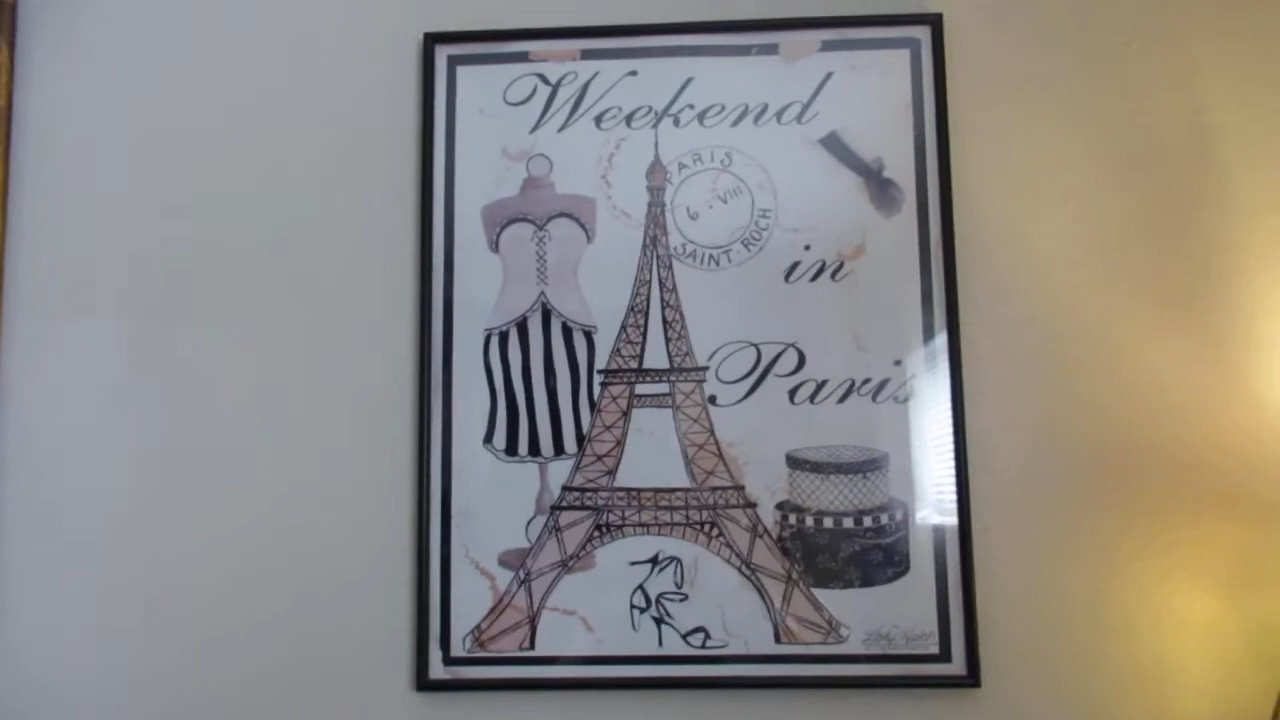 Weekend
PARIS
6 · VIII
SAINT-ROCH
in
Paris